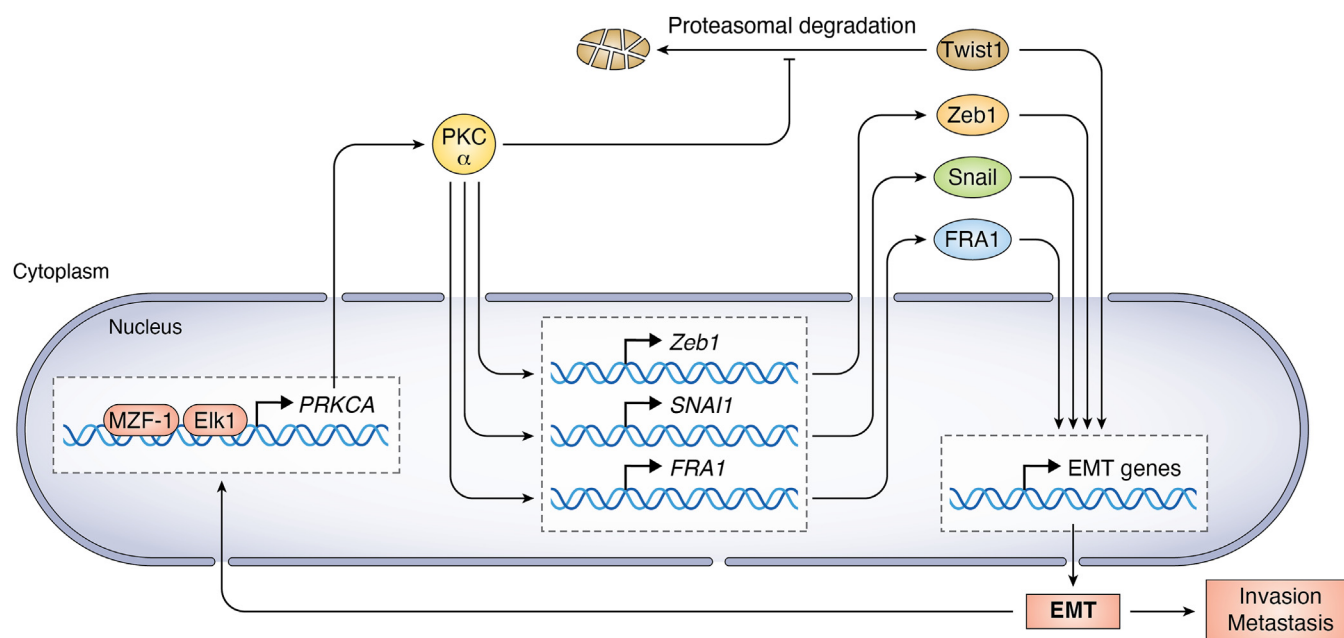 Proteasomal degradation
Twist1
Zeb1
PKC
α
Snail
FRA1
Cytoplasm
Nucleus
Zeb1
PRKCA
MZF-1
Elk1
SNAI1
FRA1
EMT genes
EMT
Invasion
Metastasis